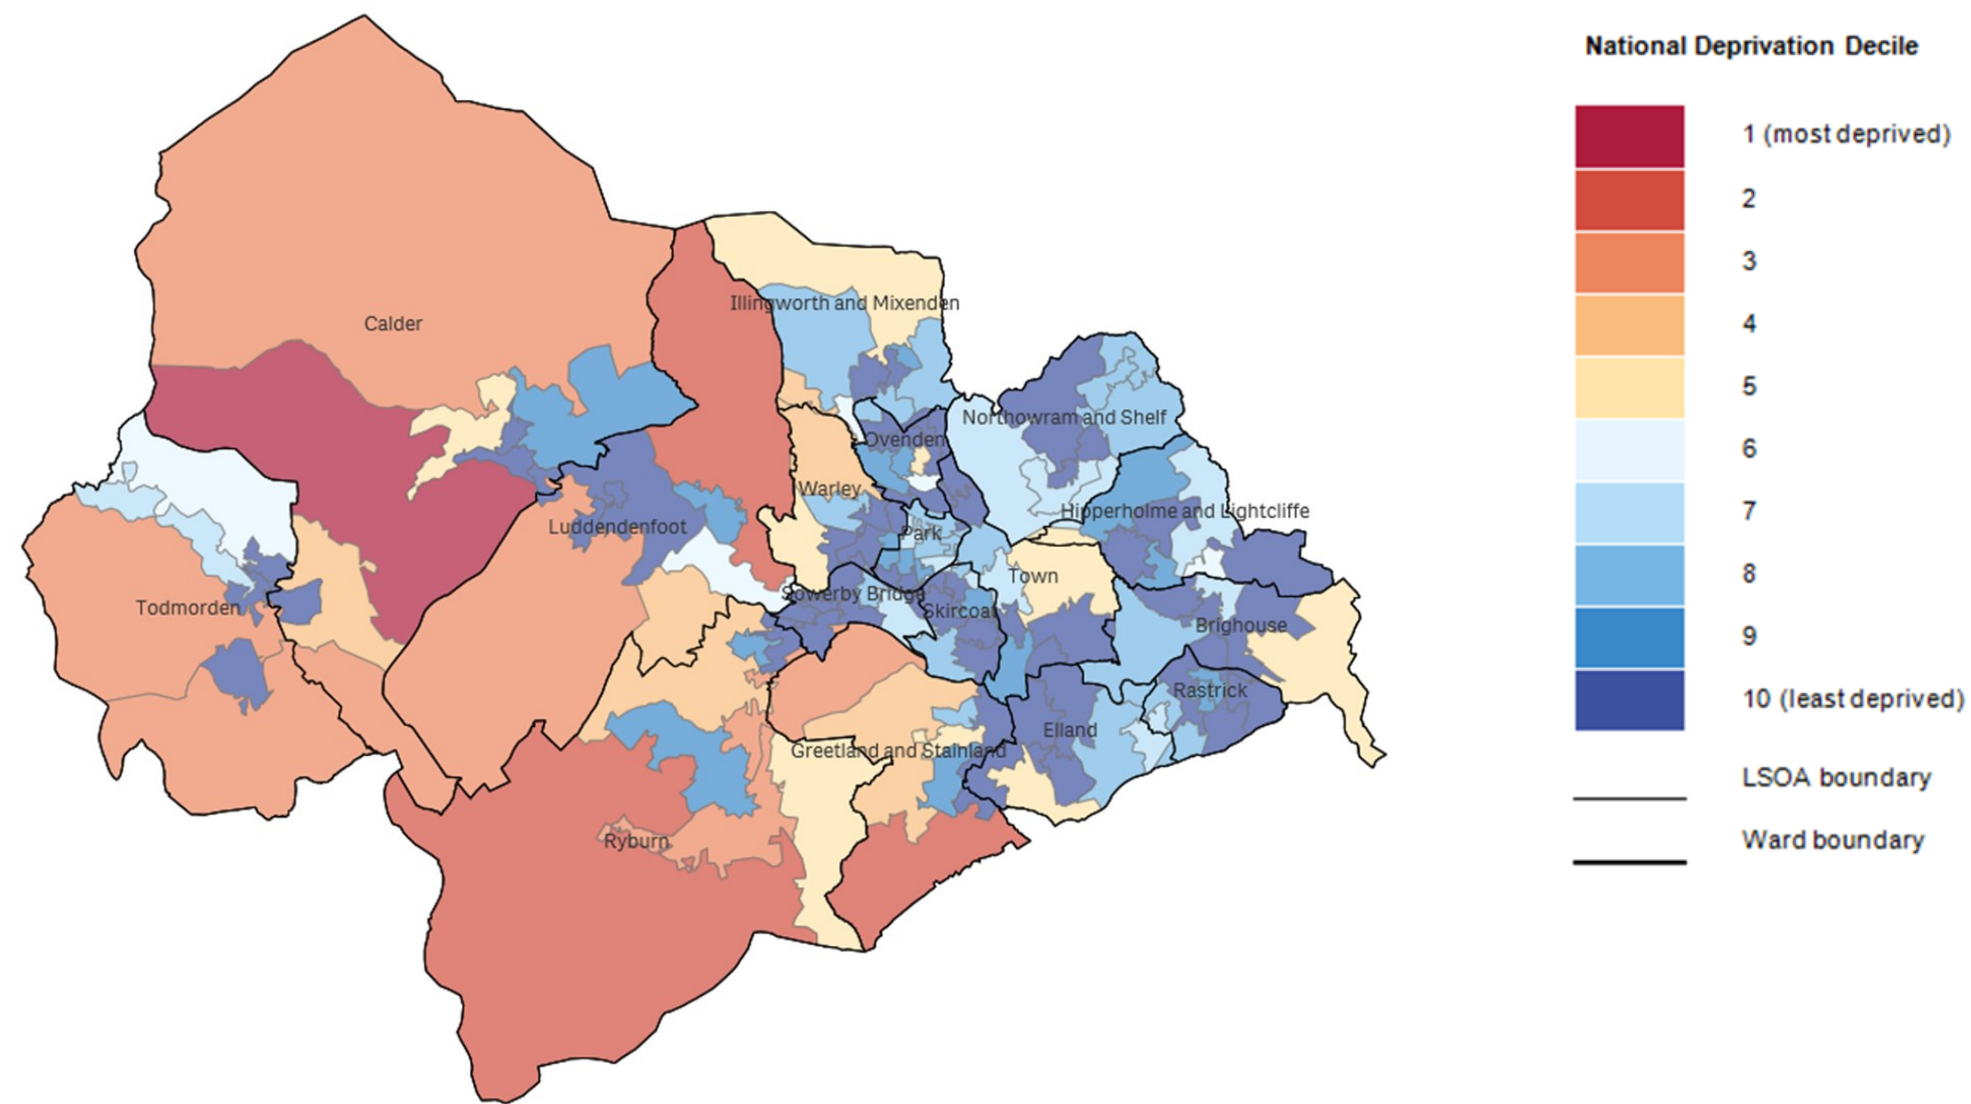 National Deprivation Decile
1 (most deprived)
2
3
4
5
6
7
8
9
10 (least deprived)
LSOA boundary
Ward boundary
Illingworth and Mixenden
Calder
Northowram and Shelf
Ovenden
Warley
Hipperholme and Lightcliffe
Luddendenfoot
Park
Town
Sowerby Bridge
Todmorden
Skircoat
Brighouse
Rastrick
Elland
Greetland and Stainland
Ryburn